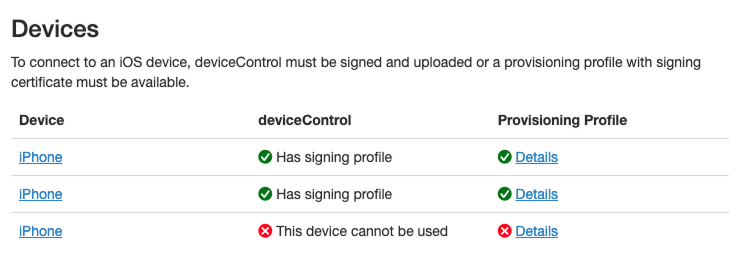 Devices
To connect to an iOS device, deviceControl must be signed and uploaded or a provisioning profile with signing
certificate must be available.
Device deviceControl Provisioning Profile
iPhone Has signing profile Details
iPhone Has signing profile Details
iPhone This device cannot be used Details